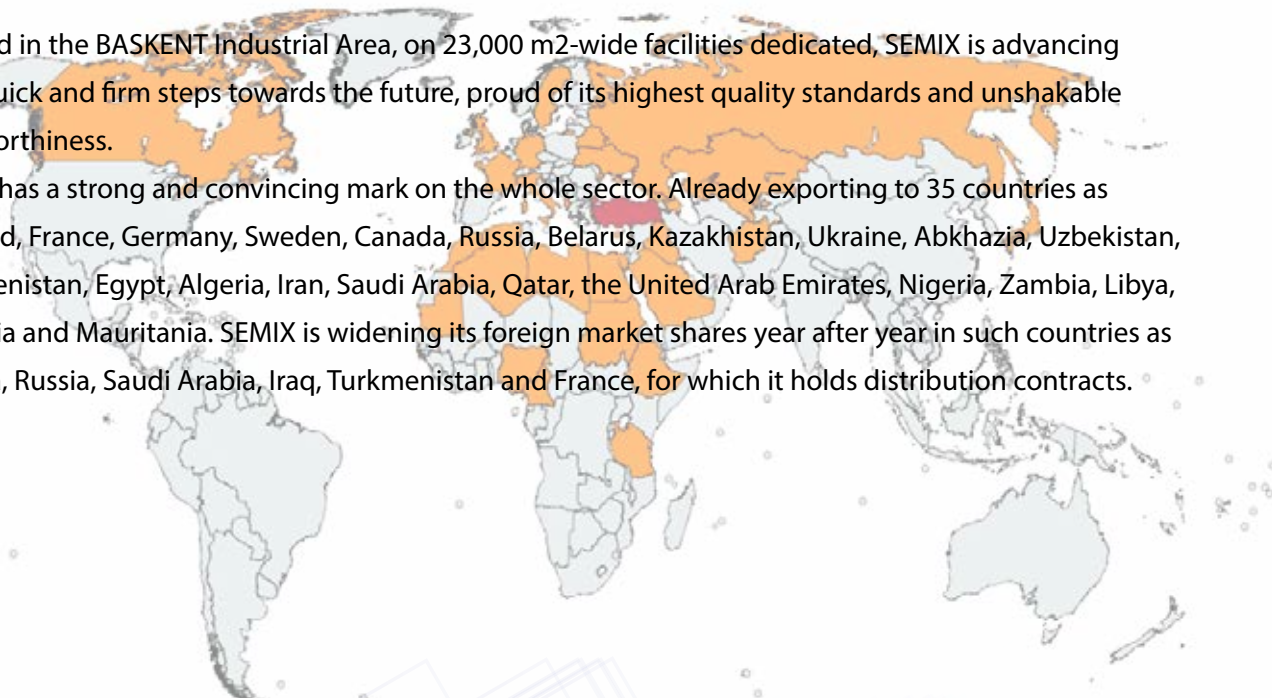 d in the BASKENT Industrial Area, on 23,000 m2-wide facilities dedicated, SEMIX is advancing
uick and firm steps towards the future, proud of its highest quality standards and unshakable
orthiness.
has a strong and convincing mark on the whole sector. Already exporting to 35 countries as
d, France, Germany, Sweden, Canada, Russia, Belarus, Kazakhistan, Ukraine, Abkhazia, Uzbekistan,
enistan, Egypt, Algeria, Iran, Saudi Arabia, Qatar, the United Arab Emirates, Nigeria, Zambia, Libya,
ia and Mauritania. SEMIX is widening its foreign market shares year after year in such countries as
, Russia, Saudi Arabia, Iraq, Turkmenistan and France, for which it holds distribution contracts.